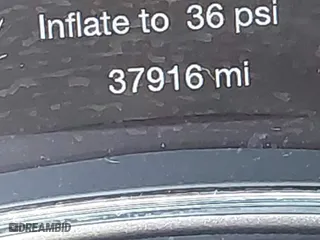 Inflate to 36 psi
37916 mi
DREAMBID